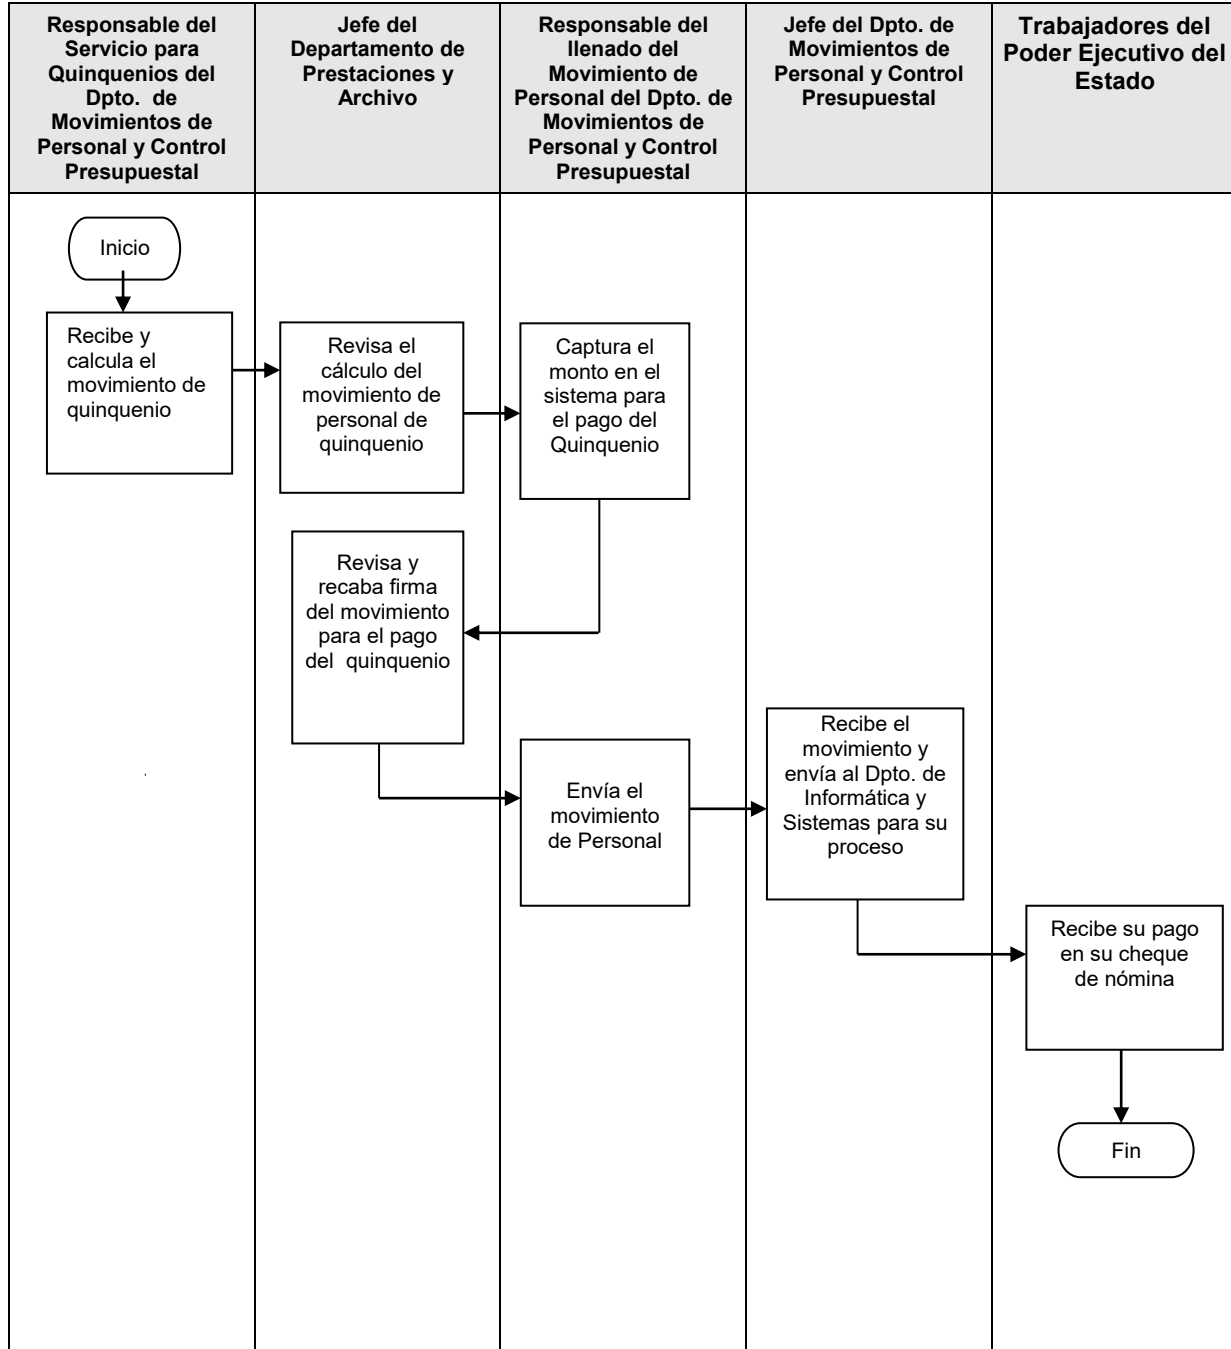 Responsable del
Servicio para
Quinquenios del
Dpto. de
Movimientos de
Personal y Control
Presupuestal
Jefe del
Departamento de
Prestaciones y
Archivo
Responsable del
llenado del
Movimiento de
Personal del Dpto. de
Movimientos de
Personal y Control
Presupuestal
Jefe del Dpto. de
Movimientos de
Personal y Control
Presupuestal
Trabajadores del
Poder Ejecutivo del
Estado
Inicio
Recibe y
calcula el
movimiento de
quinquenio
Revisa el
cálculo del
movimiento de
personal de
quinquenio
Captura el
monto en el
sistema para
el pago del
Quinquenio
Revisa y
recaba firma
del movimiento
para el pago
del quinquenio
Envía el
movimiento
de Personal
Recibe el
movimiento y
envía al Dpto. de
Informática y
Sistemas para su
proceso
Recibe su pago
en su cheque
de nómina
Fin